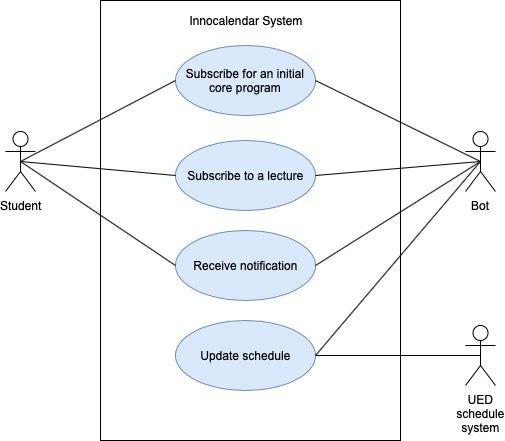 Innocalendar System
Subscribe for an initial
core program
Subscribe to a lecture
Student
Bot
Receive notification
Update schedule
UED
schedule
system